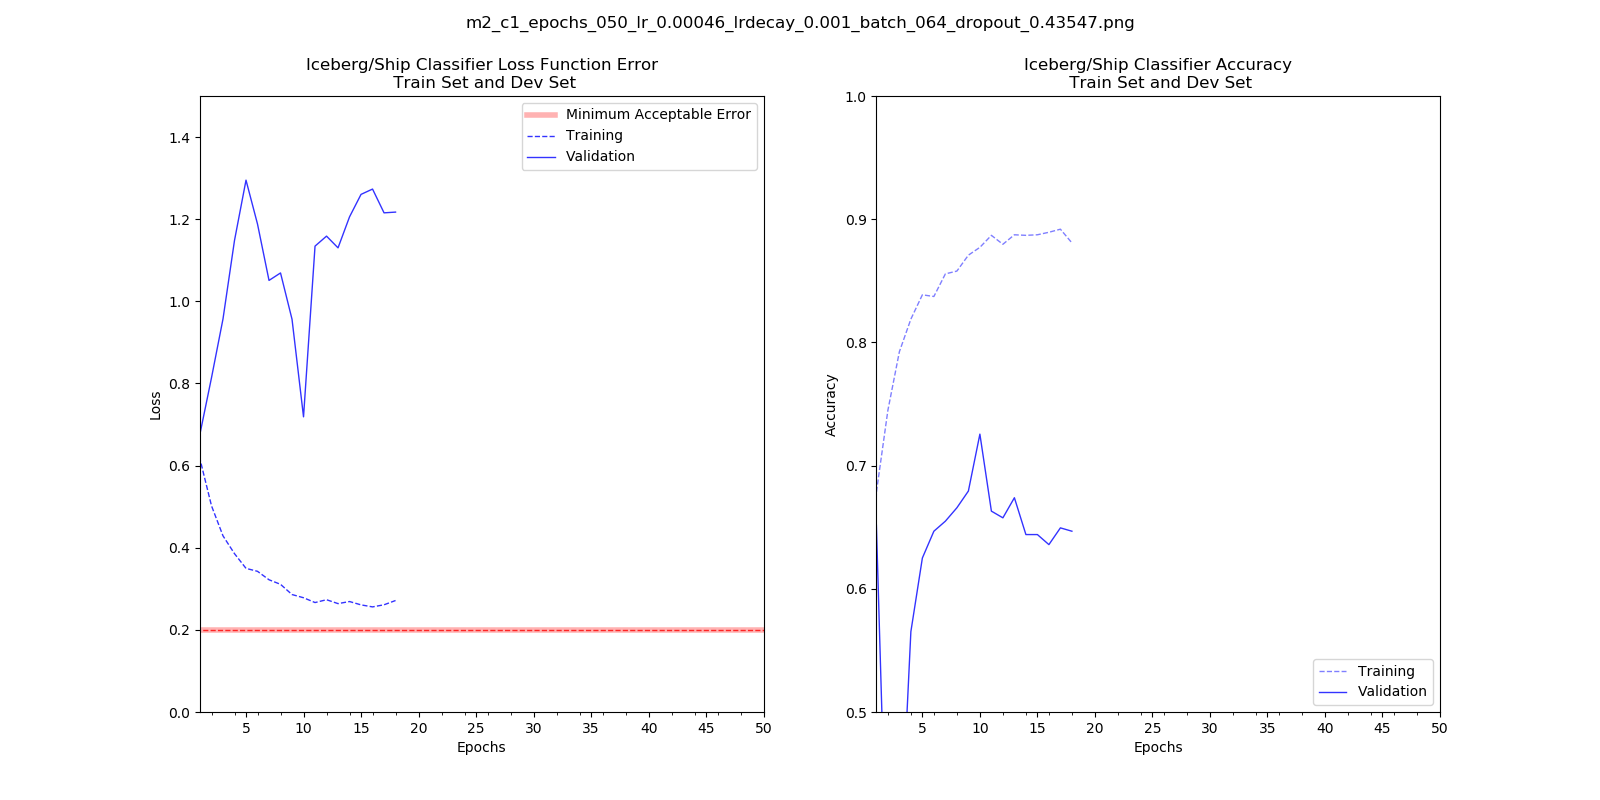 m2_c1_epochs_050_lr_0.00046_lrdecay_0.001_batch_064_dropout_0.43547.png
Iceberg/Ship Classifier Loss Function Error
Train Set and Dev Set
Minimum Acceptable Error
Training
Validation
1.4
1.2
1.0
0.8
0.6
0.4
0.2
0.0
Loss
5 10 15 20 25 30 35 40 45 50
Epochs
Iceberg/Ship Classifier Accuracy
Train Set and Dev Set
1.0
0.9
0.8
0.7
0.6
0.5
Accuracy
Training
Validation
5 10 15 20 25 30 35 40 45 50
Epochs